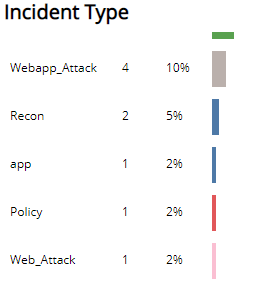 Incident Type
Webapp_Attack 4 10%
Recon 2 5%
app 1 2%
Policy 1 2%
Web_Attack 1 2%